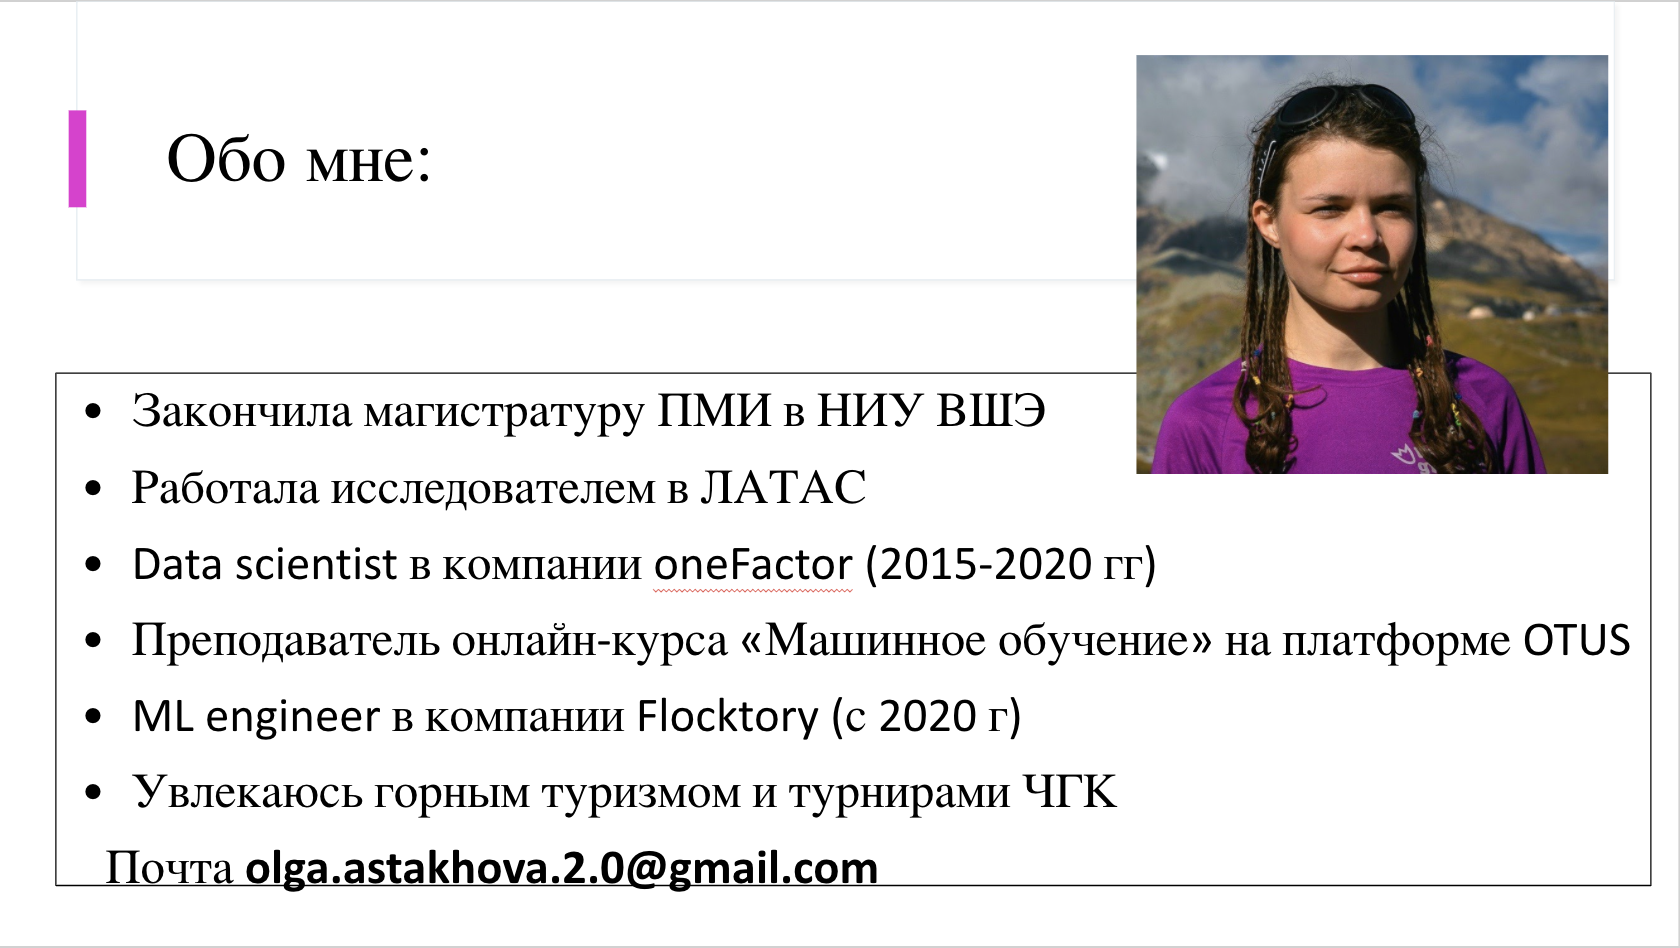 Обо мне:
• Закончила магистратуру ПМИ в НИУ ВШЭ
• Работала исследователем в ЛАТАС
• Data scientist в компании oneFactor (2015-2020 гг)
• Преподаватель онлайн-курса «Машинное обучение» на платформе OTUS
• ML engineer в компании Flocktory (с 2020 г)
• Увлекаюсь горным туризмом и турнирами ЧГК
Почта olga.astakhova.2.0@gmail.com